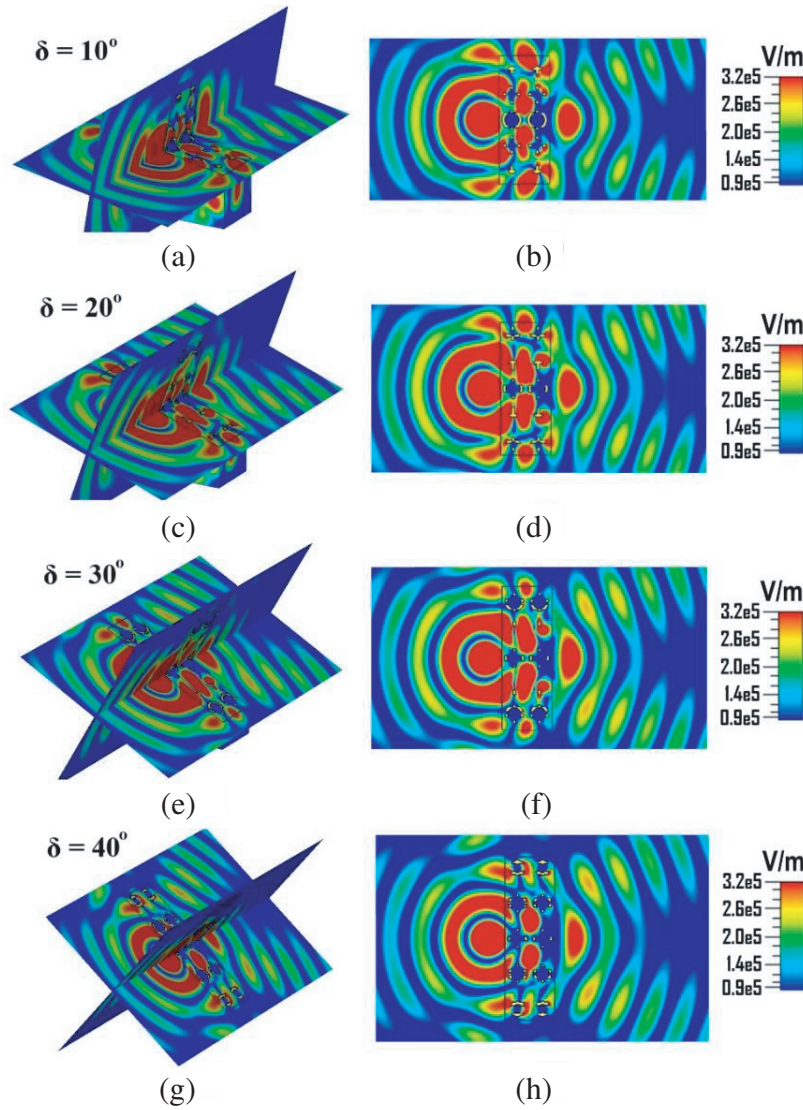 δ = 10°
V/m
3.2e5
2.6e5
2.0e5
1.4e5
0.9e5
(a)
(b)
δ = 20°
V/m
3.2e5
2.6e5
2.0e5
1.4e5
0.9e5
(c)
(d)
δ = 30°
V/m
3.2e5
2.6e5
2.0e5
1.4e5
0.9e5
(e)
(f)
δ = 40°
V/m
3.2e5
2.6e5
2.0e5
1.4e5
0.9e5
(g)
(h)